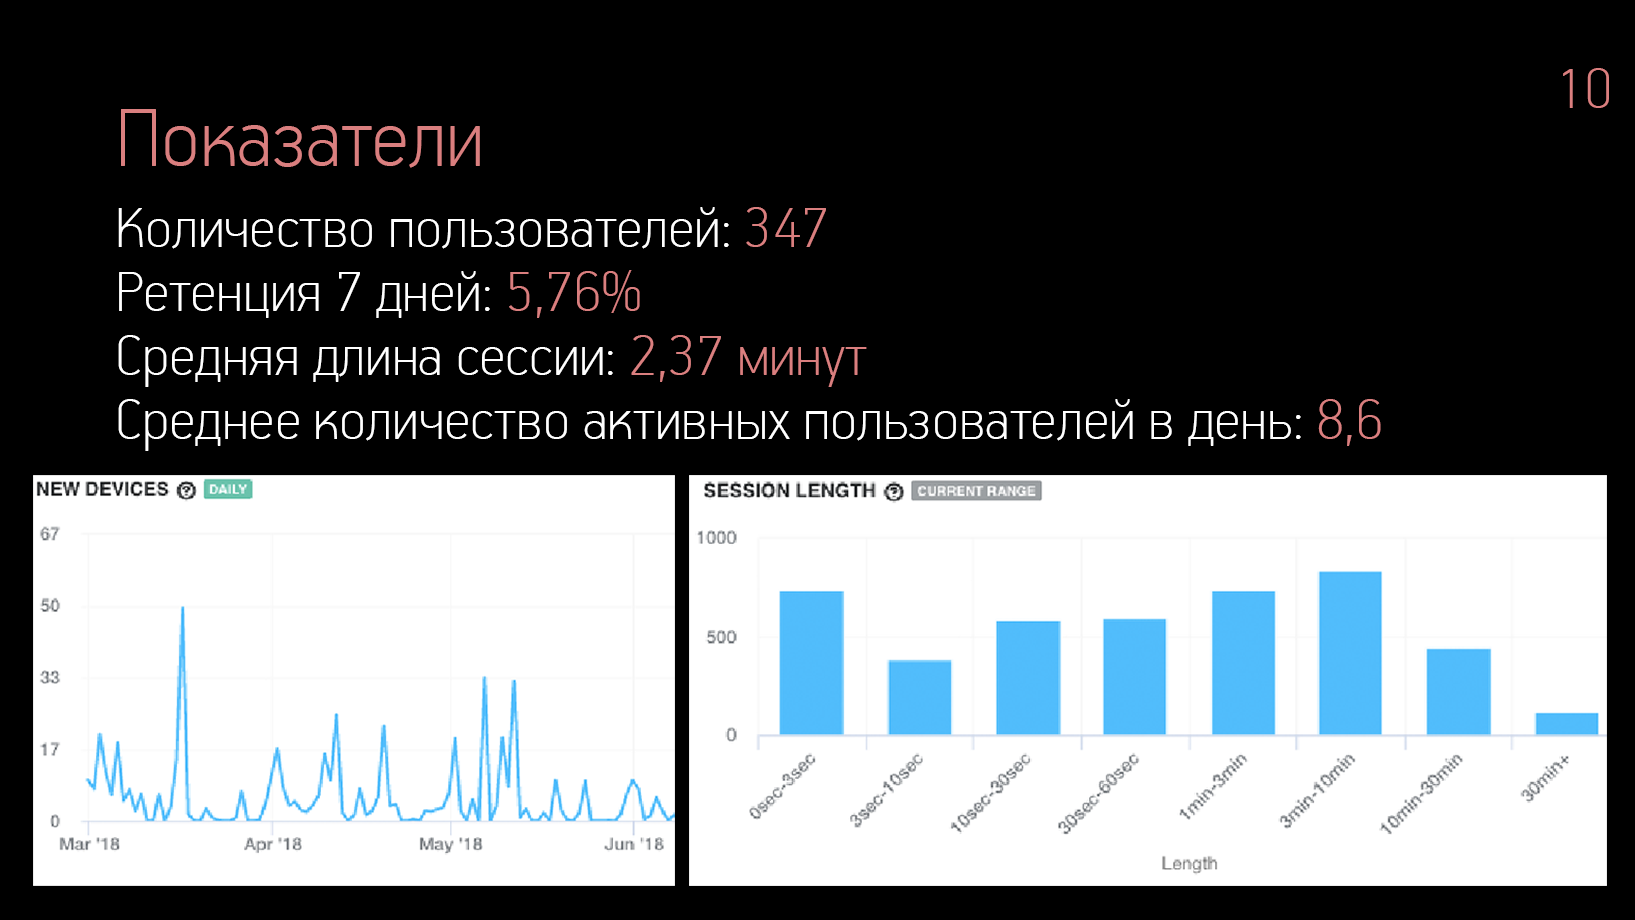 10
Показатели
Количество пользователей: 347
Ретенция 7 дней: 5,76%
Средняя длина сессии: 2,37 минут
Среднее количество активных пользователей в день: 8,6
NEW DEVICES ? DAILY
67
50
33
17
0
Mar '18 Apr '18 May '18 Jun '18
SESSION LENGTH ? CURRENT RANGE
1000
500
0
0sec-3sec 3sec-10sec 10sec-30sec 30sec-60sec 1min-3min 3min-10min 10min-30min 30min+
Length